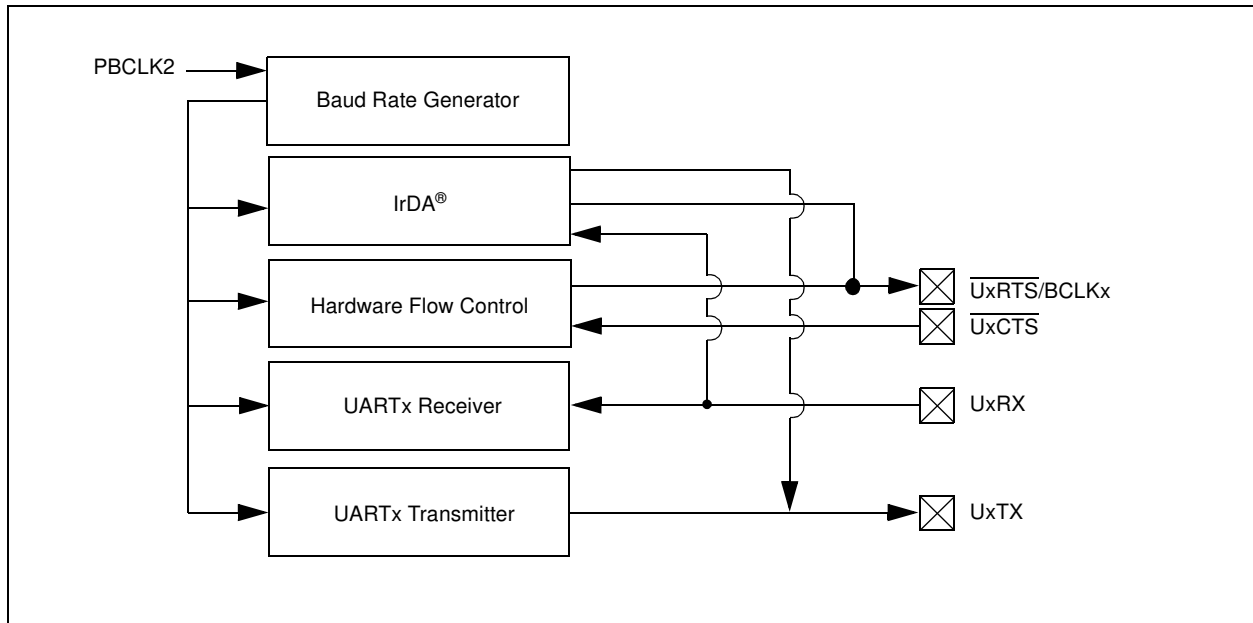 PBCLK2
Baud Rate Generator
IrDA®
Hardware Flow Control
UxRTS/BCLKx
UxCTS
UARTx Receiver
UxRX
UARTx Transmitter
UxTX